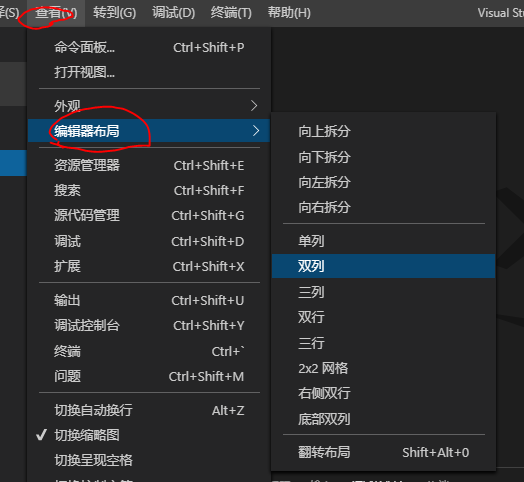 查看(V) 转到(G) 调试(D) 终端(T) 帮助(H) Visual Stu
命令面板... Ctrl+Shift+P
打开视图...
外观
编辑器布局
资源管理器 Ctrl+Shift+E
搜索 Ctrl+Shift+F
源代码管理 Ctrl+Shift+G
调试 Ctrl+Shift+D
扩展 Ctrl+Shift+X
输出 Ctrl+Shift+U
调试控制台 Ctrl+Shift+Y
终端 Ctrl+`
问题 Ctrl+Shift+M
切换自动换行 Alt+Z
切换缩略图
切换呈现空格
向上拆分
向下拆分
向左拆分
向右拆分
单列
双列
三列
双行
三行
2x2 网格
右侧双行
底部双列
翻转布局 Shift+Alt+0